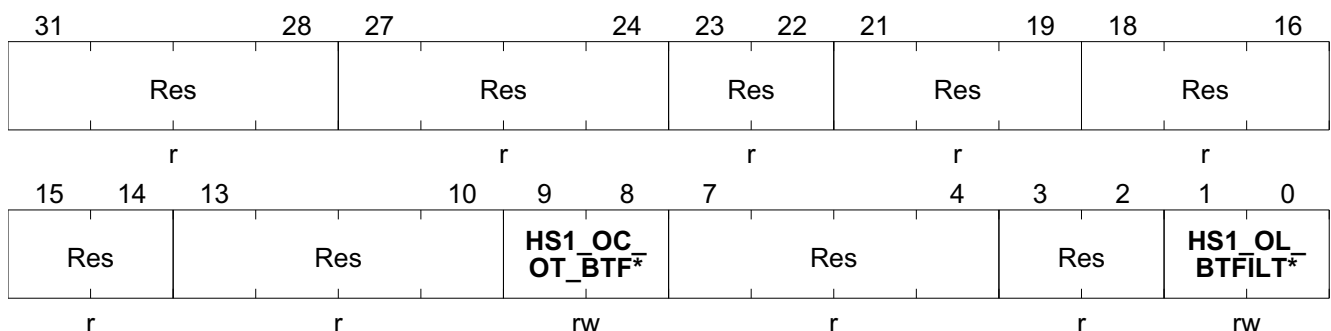 31 28 27 24 23 22 21 19 18 16
Res Res Res Res Res
r r r r r
15 14 13 10 9 8 7 4 3 2 1 0
Res Res HS1_OC_ Res Res HS1_OL_
OT_BTF* BTFILT*
r r rw r r rw